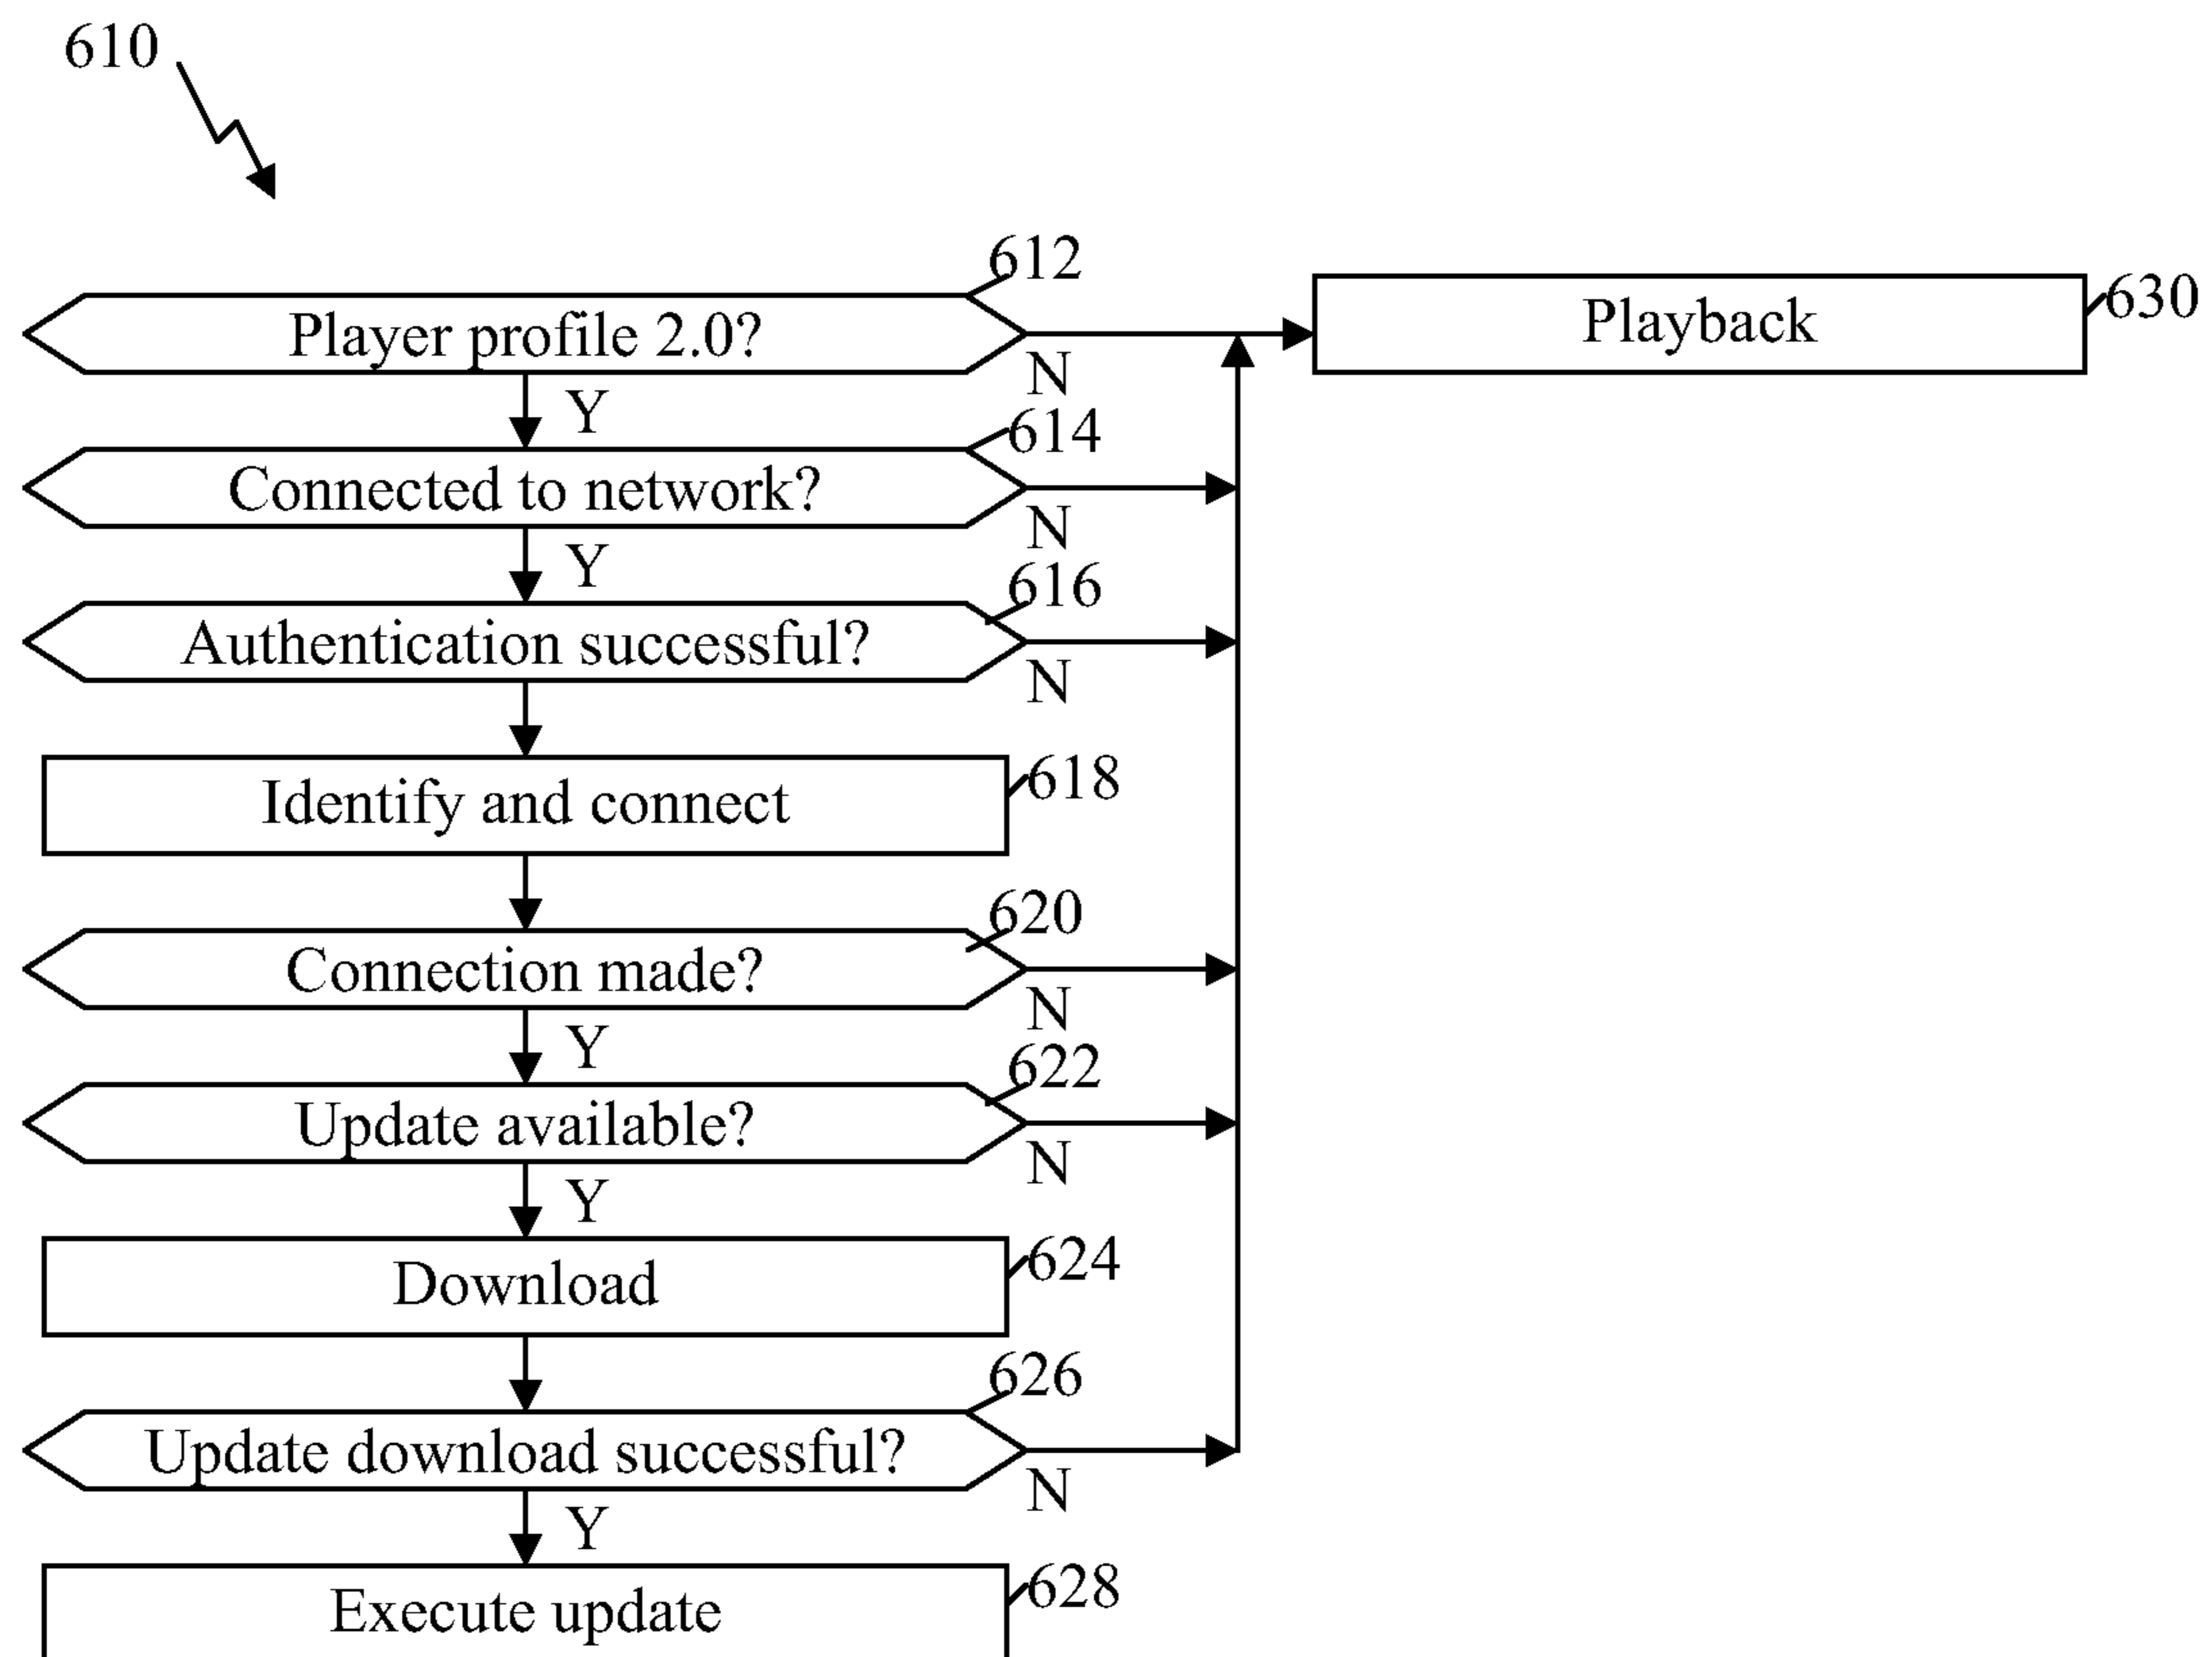 610
612
Player profile 2.0?
N
Playback
630
Y
614
Connected to network?
N
Y
616
Authentication successful?
N
Identify and connect
618
620
Connection made?
N
Y
622
Update available?
N
Y
Download
624
626
Update download successful?
N
Y
Execute update
628